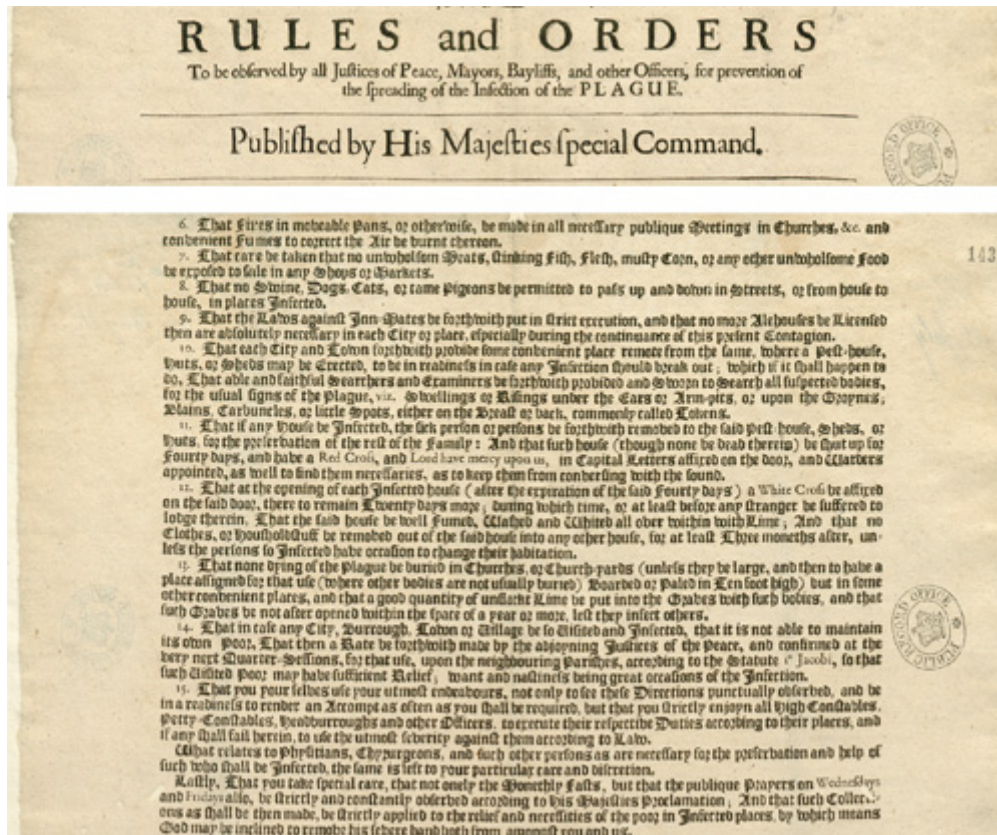 RULES and ORDERS
To be obſerved by all Juſtices of Peace, Mayors, Bayliffs, and other Officers, for prevention of
the ſpreading of the Infection of the PLAGUE.
Publiſhed by His Majeſties ſpecial Command.
6. That Fires in moveable Pans, or otherwiſe, be made in all neceſſary publique Meetings in Churches, &c. and
convenient Fumes to correct the Air be burnt thereon.
143
7. That care be taken that no unwholſom Meats, ſtinking Fiſh, Fleſh, muſty Corn, or any other unwholſome Food
be expoſed to ſale in any Shops or Markets.
8. That no Swine, Dogs, Cats, or tame Pigeons be permitted to paſs up and down in Streets, or from houſe to
houſe, in places Infected.
9. That the Laws againſt Inn-Mates be forthwith put in ſtrict execution, and that no more Alehouſes be Licenſed
then are abſolutely neceſſary in each City or place, eſpecially during the continuance of this preſent Contagion.
10. That each City and Town forthwith provide ſome convenient place remote from the ſame, where a Peſt-houſe,
Huts, or Sheds may be Erected, to be in readineſs in caſe any Infection ſhould break out; which if it ſhall happen to
do, That able and faithful Searchers and Examiners be forthwith provided and Sworn to Search all ſuſpected bodies,
for the uſual ſigns of the Plague, viz. Swellings or Riſings under the Ears or Arm-pits, or upon the Groynes;
Blains, Carbuncles, or little Spots, either on the Breaſt or back, commonly called Tokens.
11. That if any Houſe be Infected, the ſick perſon or perſons be forthwith removed to the ſaid Peſt-houſe, Sheds, or
Huts, for the preſervation of the reſt of the Family: And that ſuch houſe (though none be dead therein) be ſhut up for
Fourty days, and have a Red Croſs, and Lord have mercy upon us, in Capital Letters affixed on the door, and Warders
appointed, as well to find them neceſſaries, as to keep them from converſing with the ſound.
12. That at the opening of each Infected houſe (after the expiration of the ſaid Fourty days) a White Croſs be affixed
on the ſaid door, there to remain Twenty days more; during which time, or at leaſt before any ſtranger be ſuffered to
lodge therein, That the ſaid houſe be well Fumed, Waſhed and Whited all over within with Lime; And that no
Clothes, or Houſholdſtuff be removed out of the ſaid houſe into any other houſe, for at leaſt Three moneths after, un-
leſs the perſons ſo Infected have occaſion to change their habitation.
13. That none dying of the Plague be buried in Churches, or Church-yards (unleſs they be large, and then to have a
place aſſigned for that uſe (where other bodies are not uſually buried) Boarded or Paled in Ten foot high) but in ſome
other convenient places, and that a good quantity of unſlackt Lime be put into the Graves with ſuch bodies, and that
ſuch Graves be not after opened within the ſpace of a year or more, leſt they infect others.
14. That in caſe any City, Burrough, Town or Village be ſo Viſited and Infected, that it is not able to maintain
its own Poor, That then a Rate be forthwith made by the adjoyning Juſtices of the Peace, and confirmed at the
very next Quarter-Seſſions, for that uſe, upon the neighbouring Pariſhes, according to the Statute 1° Jacobi, ſo that
ſuch Viſited Poor may have ſufficient Relief; want and naſtineſs being great occaſions of the Infection.
15. That you your ſelves uſe your utmoſt endeavours, not only to ſee theſe Directions punctually obſerved, and be
in a readineſs to render an Accompt as often as you ſhall be required, but that you ſtrictly enjoyn all High Conſtables,
Petty-Conſtables, Headburroughs and other Officers, to execute their reſpective Duties according to their places, and
if any ſhall fail herein, to uſe the utmoſt ſeverity againſt them according to Law.
What relates to Phyſitians, Chyrurgeons, and ſuch other perſons as are neceſſary for the preſervation and help of
ſuch who ſhall be Infected, the ſame is left to your particular care and diſcretion.
Laſtly, That you take ſpecial care, that not onely the Monethly Faſts, but that the publique Prayers on Wedneſdays
and Fridays alſo, be ſtrictly and conſtantly obſerved according to his Majeſties Proclamation; And that ſuch Collecti-
ons as ſhall be then made, be ſtrictly applied to the relief and neceſſities of the poor in Infected places, by which means
God may be inclined to remove his ſevere hand both from amongſt you and us.
PUBLIC RECORD OFFICE